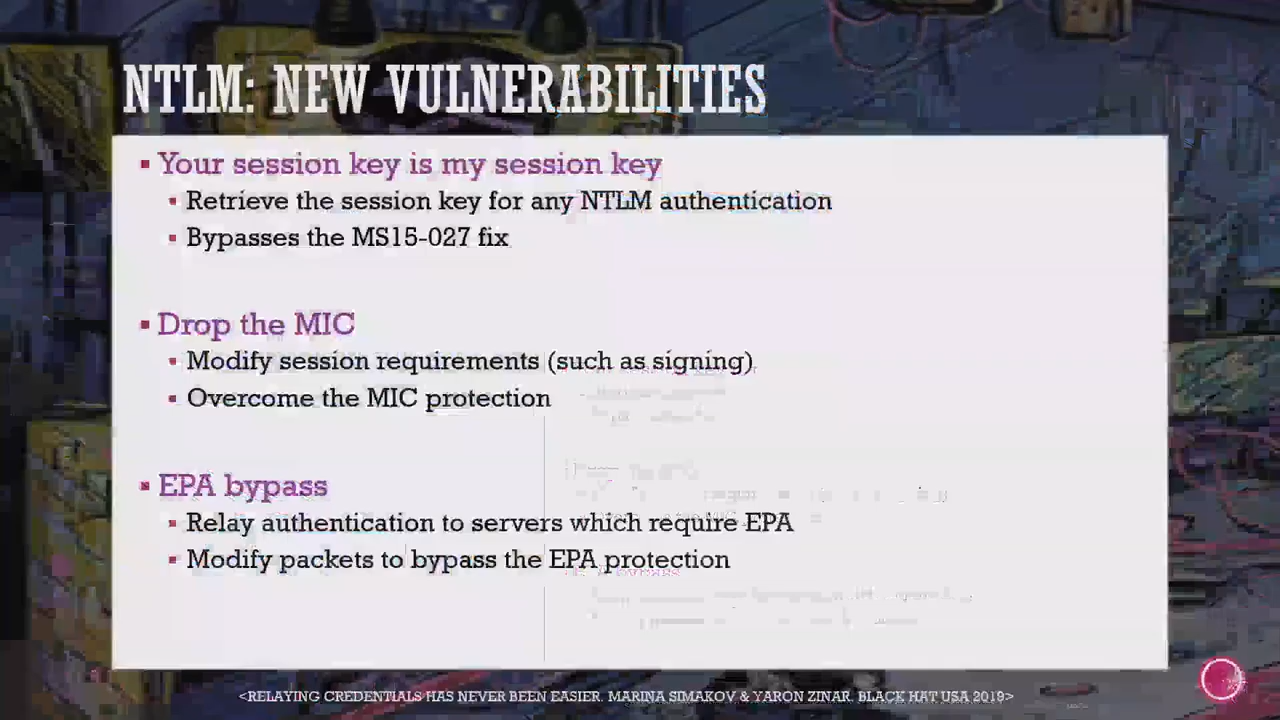 NTLM: NEW VULNERABILITIES
Your session key is my session key
Retrieve the session key for any NTLM authentication
Bypasses the MS15-027 fix
Drop the MIC
Modify session requirements (such as signing)
Overcome the MIC protection
EPA bypass
Relay authentication to servers which require EPA
Modify packets to bypass the EPA protection
<RELAYING CREDENTIALS HAS NEVER BEEN EASIER. MARINA SIMAKOV & YARON ZINAR. BLACK HAT USA 2019>